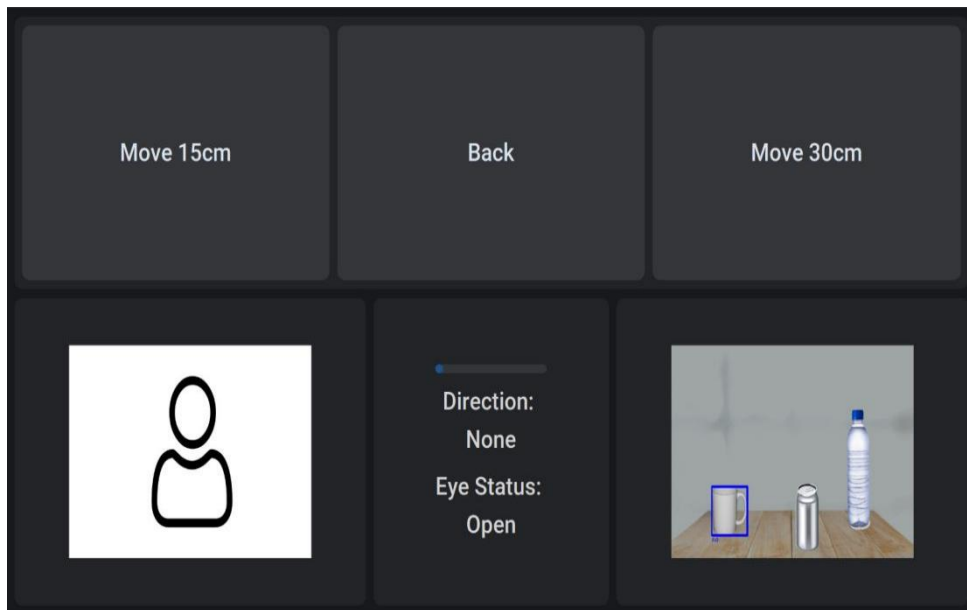 Move 15cm
Back
Move 30cm
Direction:
None
Eye Status:
Open